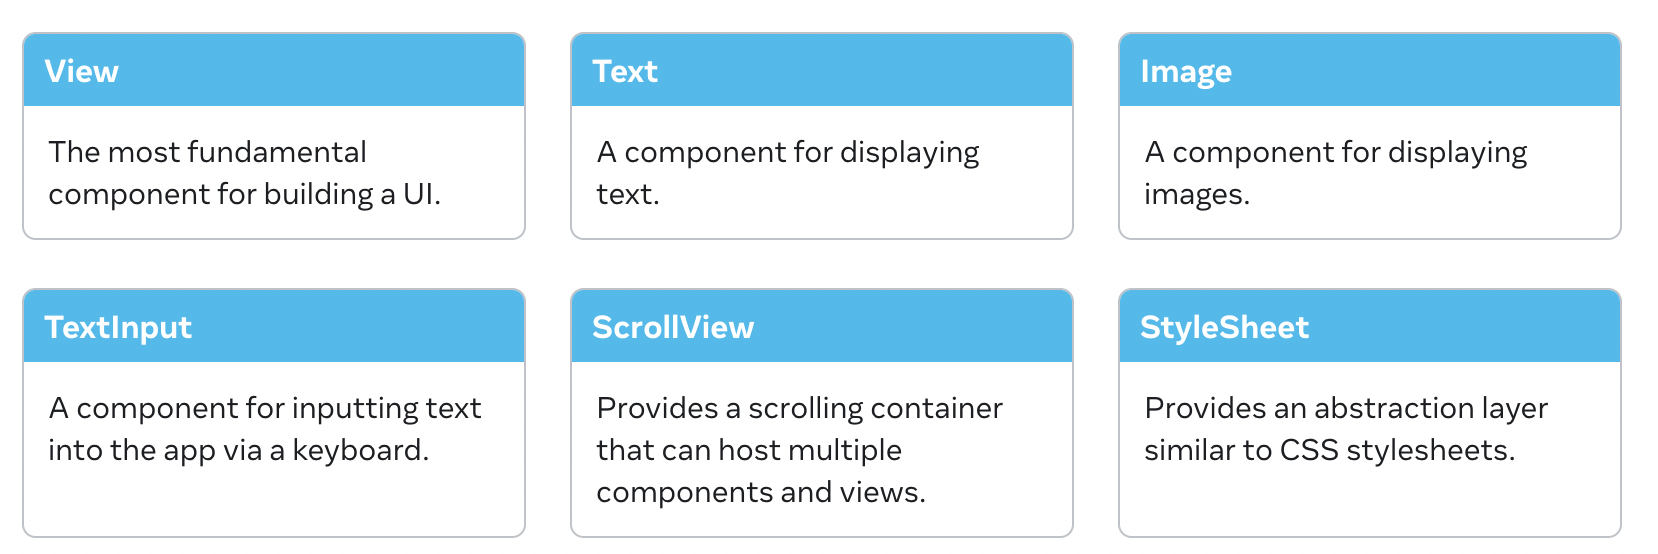 View
The most fundamental
component for building a UI.
Text
A component for displaying
text.
Image
A component for displaying
images.
TextInput
A component for inputting text
into the app via a keyboard.
ScrollView
Provides a scrolling container
that can host multiple
components and views.
StyleSheet
Provides an abstraction layer
similar to CSS stylesheets.